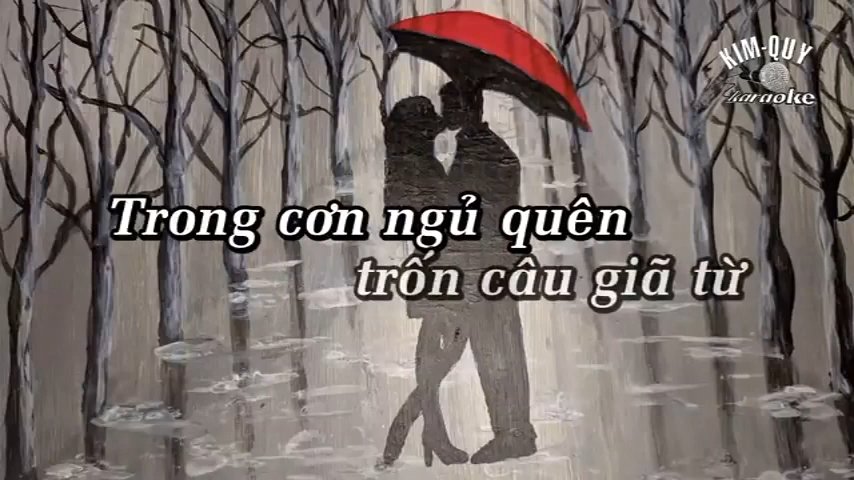 KIM-QUY
karaoke
Trong cơn ngủ quên
trốn câu giã từ